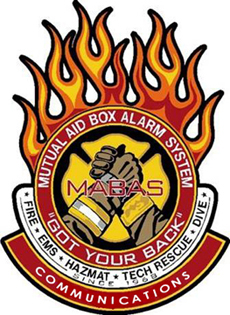 MUTUAL AID BOX ALARM SYSTEM
MABAS
"GOT YOUR BACK"
FIRE * EMS * HAZMAT * TECH RESCUE * DIVE
SINCE 1968
COMMUNICATIONS